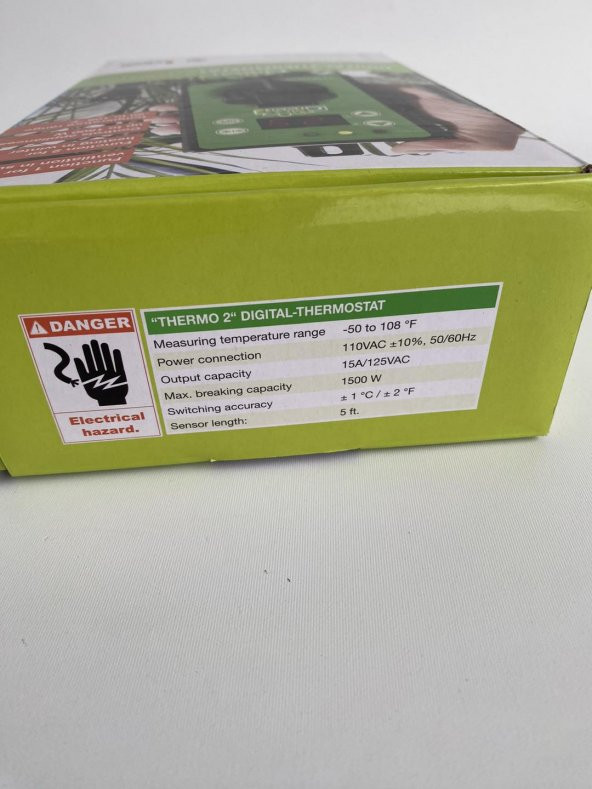 DANGER
Electrical
hazard.
"THERMO 2" DIGITAL-THERMOSTAT
Measuring temperature range -50 to 108 °F
Power connection 110VAC ±10%, 50/60Hz
Output capacity 15A/125VAC
Max. breaking capacity 1500 W
Switching accuracy ± 1 °C / ± 2 °F
Sensor length: 5 ft.